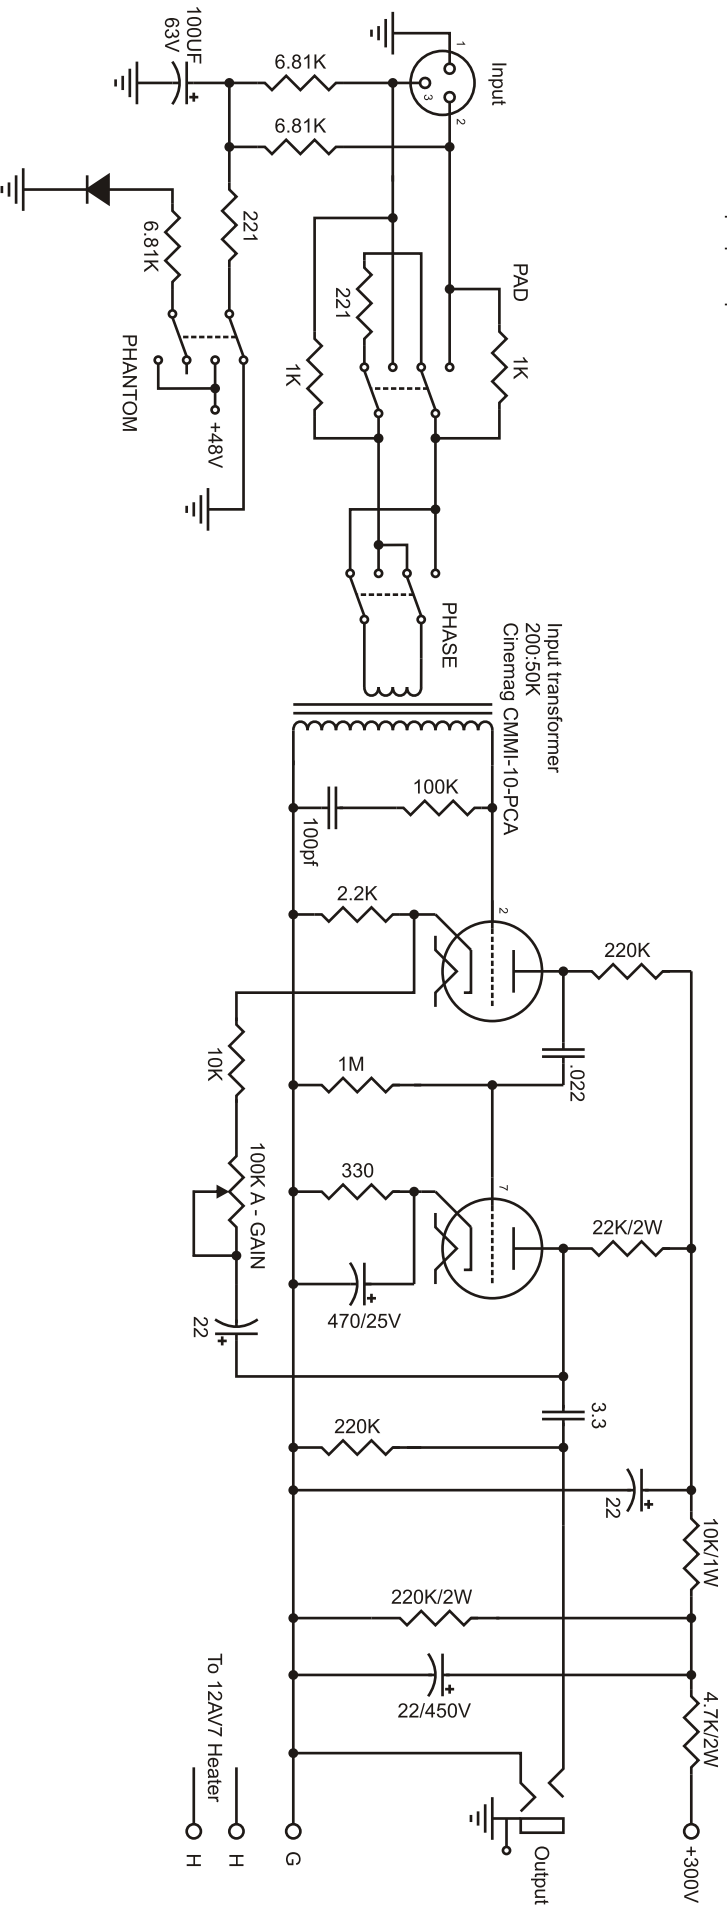 Input
1
2
3
100UF
63V
6.81K
6.81K
221
6.81K
PHANTOM
+48V
PAD
1K
221
1K
PHASE
Input transformer
200:50K
Cinemag CMMI-10-PCA
100K
100pf
2.2K
2
220K
.022
1M
10K
100K A - GAIN
22
330
470/25V
7
22K/2W
3.3
220K
22
10K/1W
220K/2W
22/450V
4.7K/2W
+300V
Output
G
H
H
To 12AV7 Heater